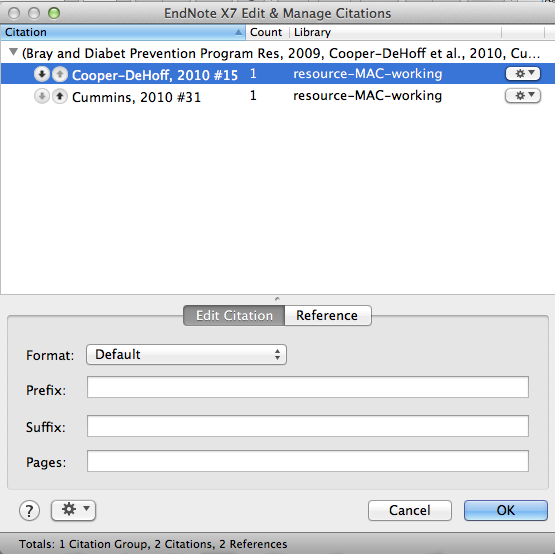 EndNote X7 Edit & Manage Citations
Citation Count Library
(Bray and Diabet Prevention Program Res, 2009, Cooper-DeHoff et al., 2010, Cu...
Cooper-DeHoff, 2010 #15 1 resource-MAC-working
Cummins, 2010 #31 1 resource-MAC-working
Edit Citation Reference
Format: Default
Prefix:
Suffix:
Pages:
? Cancel OK
Totals: 1 Citation Group, 2 Citations, 2 References